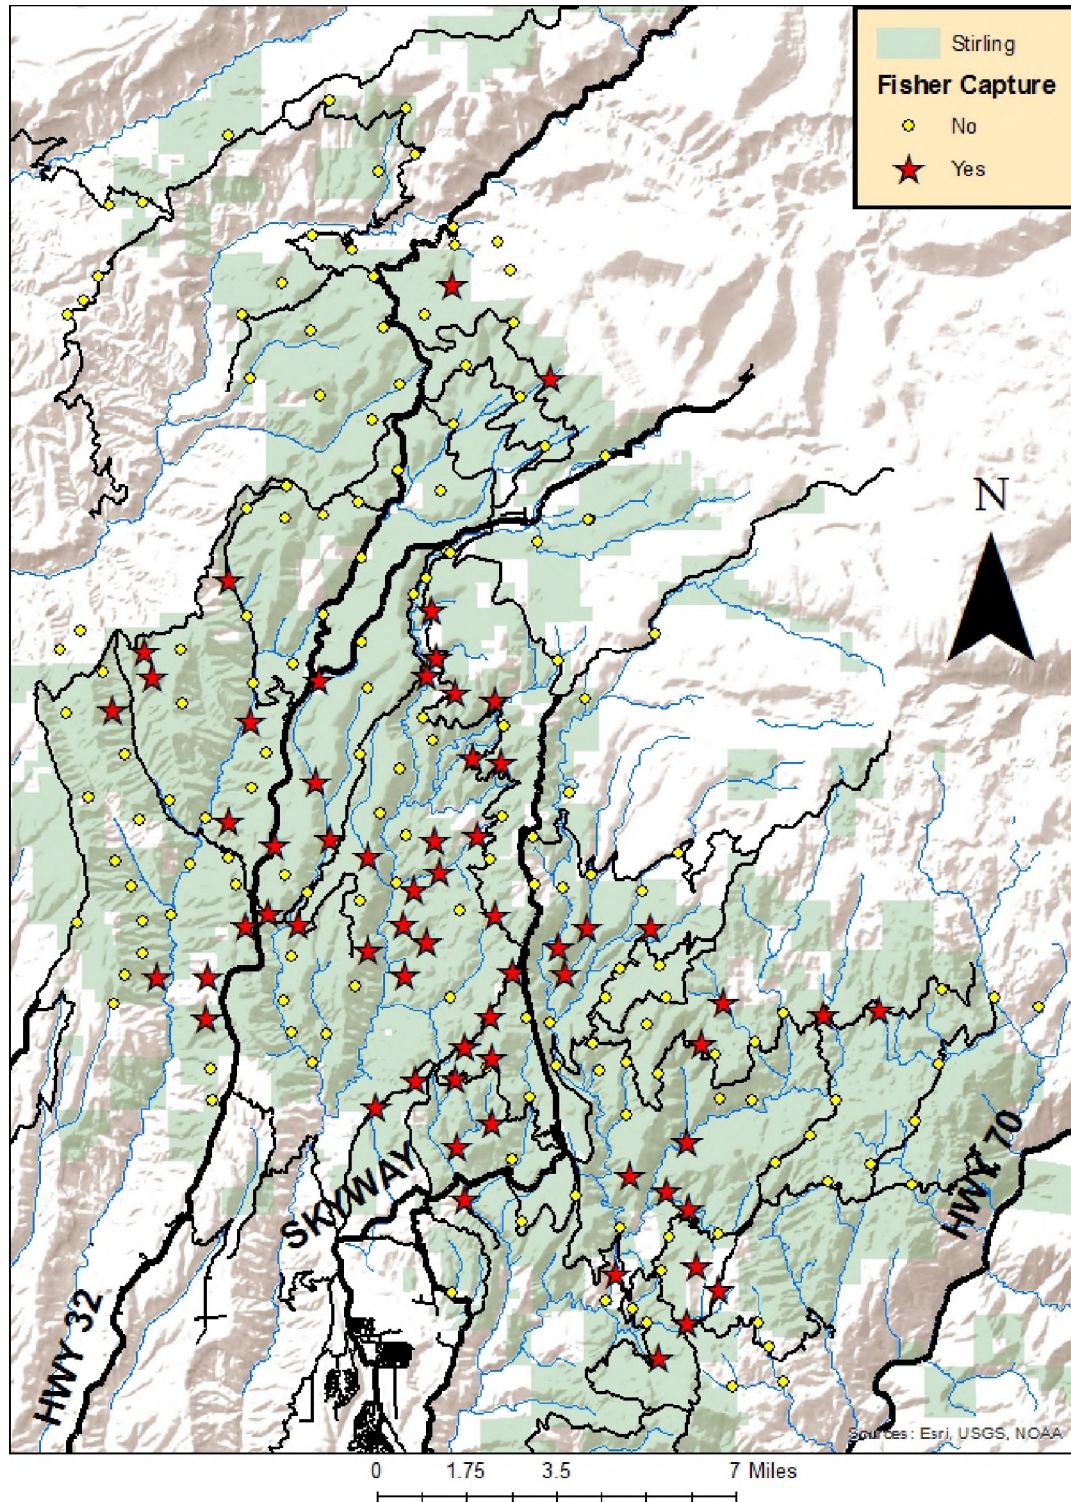 Stirling
Fisher Capture
No
Yes
N
SKYWAY
HWY 70
HWY 32
Sources: Esri, USGS, NOAA
0 1.75 3.5 7 Miles